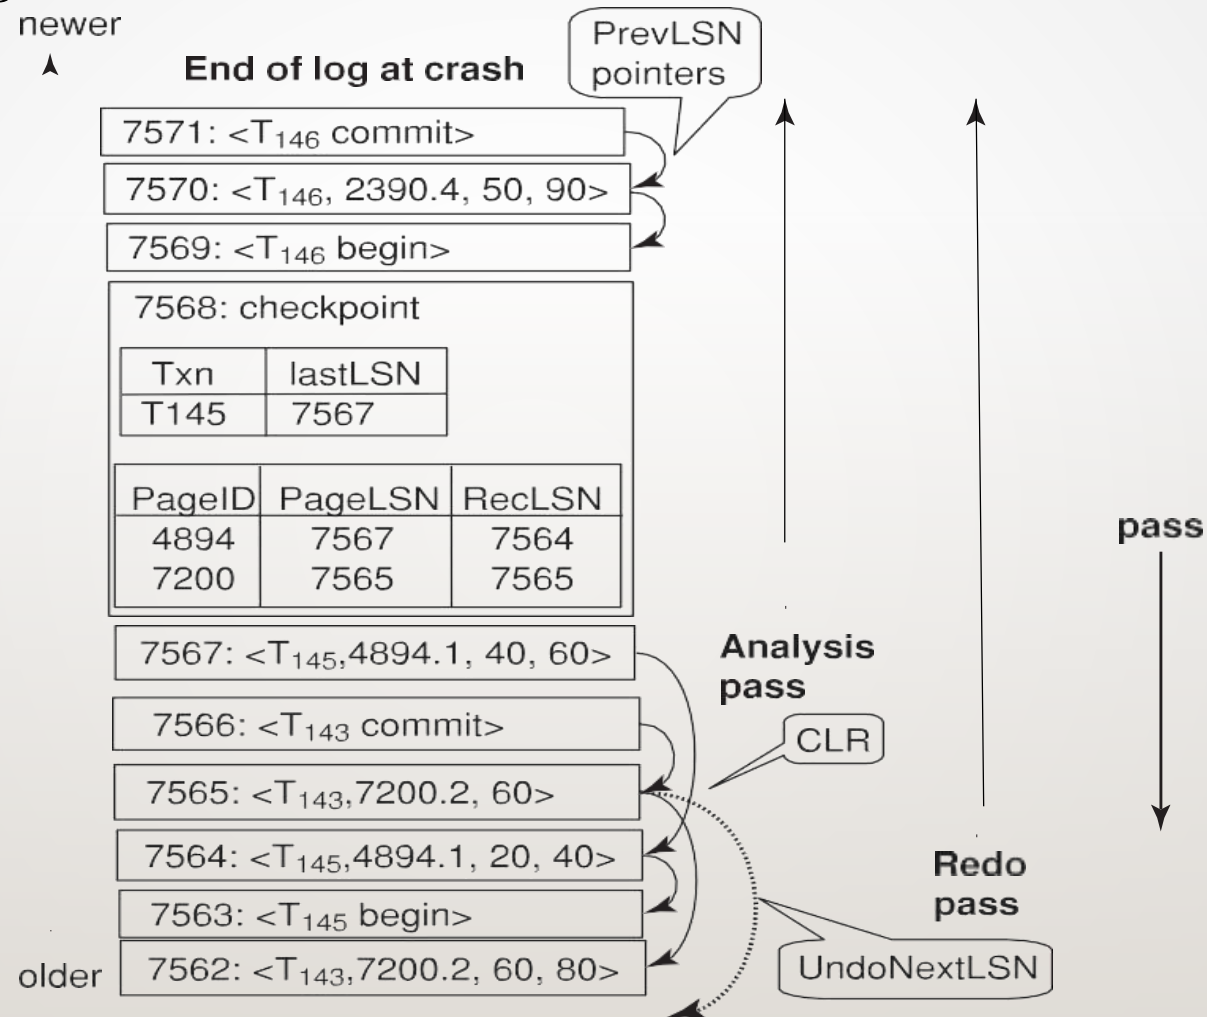 newer
End of log at crash
PrevLSN
pointers
7571: <T146 commit>
7570: <T146, 2390.4, 50, 90>
7569: <T146 begin>
7568: checkpoint
Txn lastLSN
T145 7567
PageID PageLSN RecLSN
4894 7567 7564
7200 7565 7565
pass
7567: <T145,4894.1, 40, 60>
Analysis
pass
7566: <T143 commit>
CLR
7565: <T143,7200.2, 60>
7564: <T145,4894.1, 20, 40>
Redo
pass
7563: <T145 begin>
older
7562: <T143,7200.2, 60, 80>
UndoNextLSN